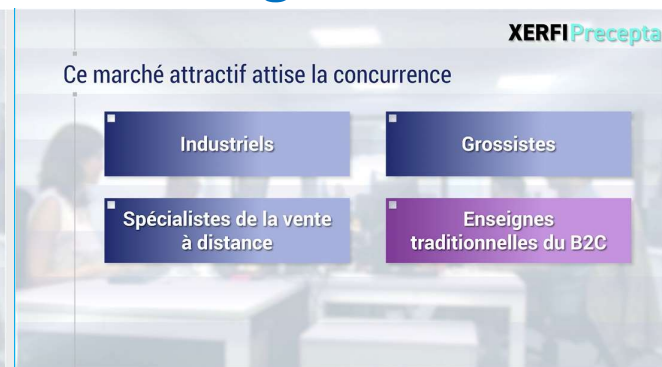 XERFI Precepta
Ce marché attractif attise la concurrence
Industriels
Grossistes
Spécialistes de la vente
à distance
Enseignes
traditionnelles du B2C